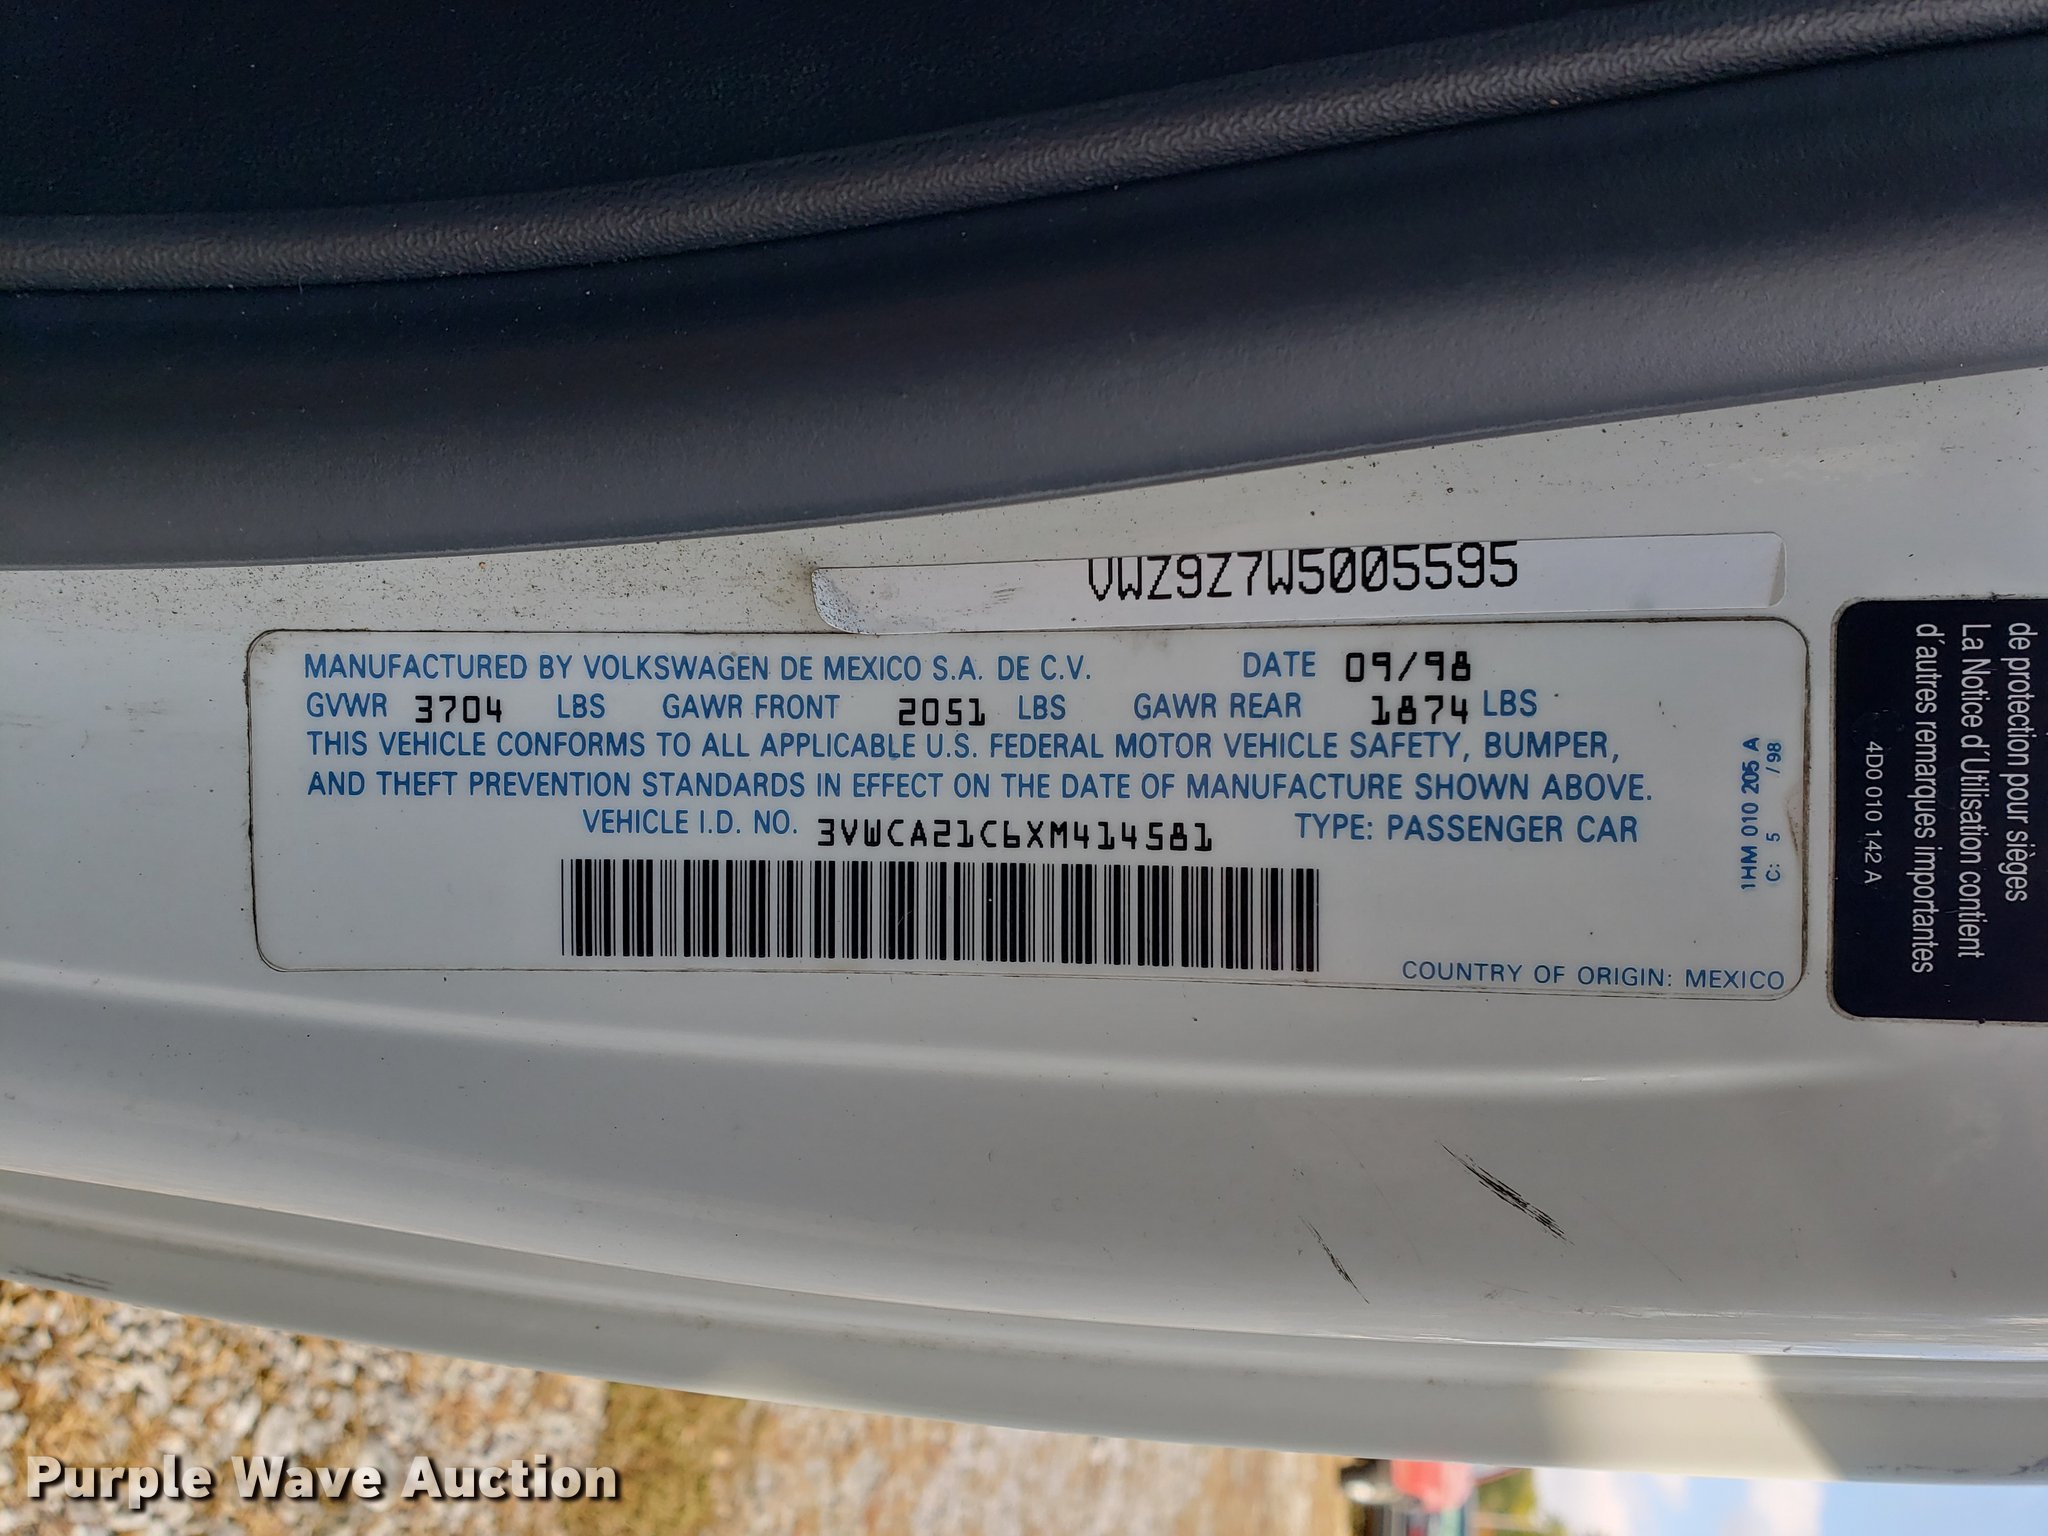 VWZ9Z7W5005595
MANUFACTURED BY VOLKSWAGEN DE MEXICO S.A. DE C.V. DATE 09/98
GVWR 3704 LBS GAWR FRONT 2051 LBS GAWR REAR 1874 LBS
THIS VEHICLE CONFORMS TO ALL APPLICABLE U.S. FEDERAL MOTOR VEHICLE SAFETY, BUMPER,
AND THEFT PREVENTION STANDARDS IN EFFECT ON THE DATE OF MANUFACTURE SHOWN ABOVE.
VEHICLE I.D. NO. 3VWCA21C6XM414581 TYPE: PASSENGER CAR
COUNTRY OF ORIGIN: MEXICO
1HM 010 205 A
C: 5 /98
de protection pour sièges
La Notice d'Utilisation contient
d'autres remarques importantes
4D0 010 142 A
Purple Wave Auction